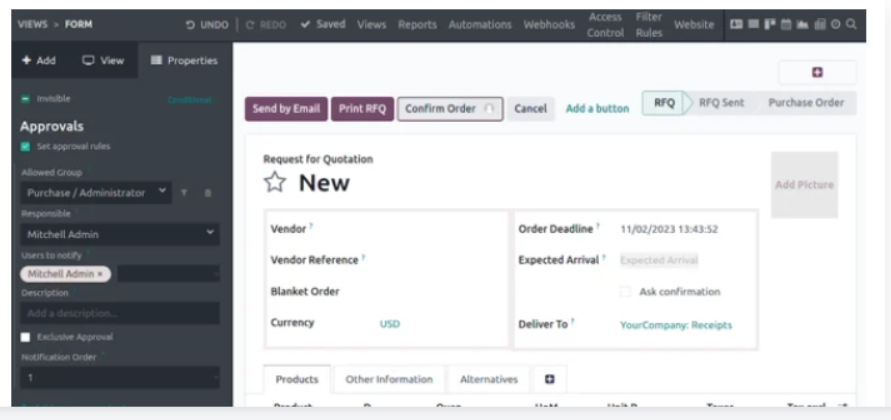 VIEWS > FORM
UNDO
REDO
Saved
Views
Reports
Automations
Webhooks
Access Control
Filter Rules
Website
+ Add
View
Properties
Invisible
Conditional
Approvals
Set approval rules
Allowed Group
Purchase / Administrator
Responsible
Mitchell Admin
Users to notify
Mitchell Admin ×
Description
Add a description...
Exclusive Approval
Notification Order
1
Send by Email
Print RFQ
Confirm Order
Cancel
Add a button
RFQ
RFQ Sent
Purchase Order
Request for Quotation
New
Add Picture
Vendor ?
Order Deadline ?
11/02/2023 13:43:52
Vendor Reference ?
Expected Arrival ?
Expected Arrival
Blanket Order
Ask confirmation
Currency
USD
Deliver To ?
YourCompany: Receipts
Products
Other Information
Alternatives
Product